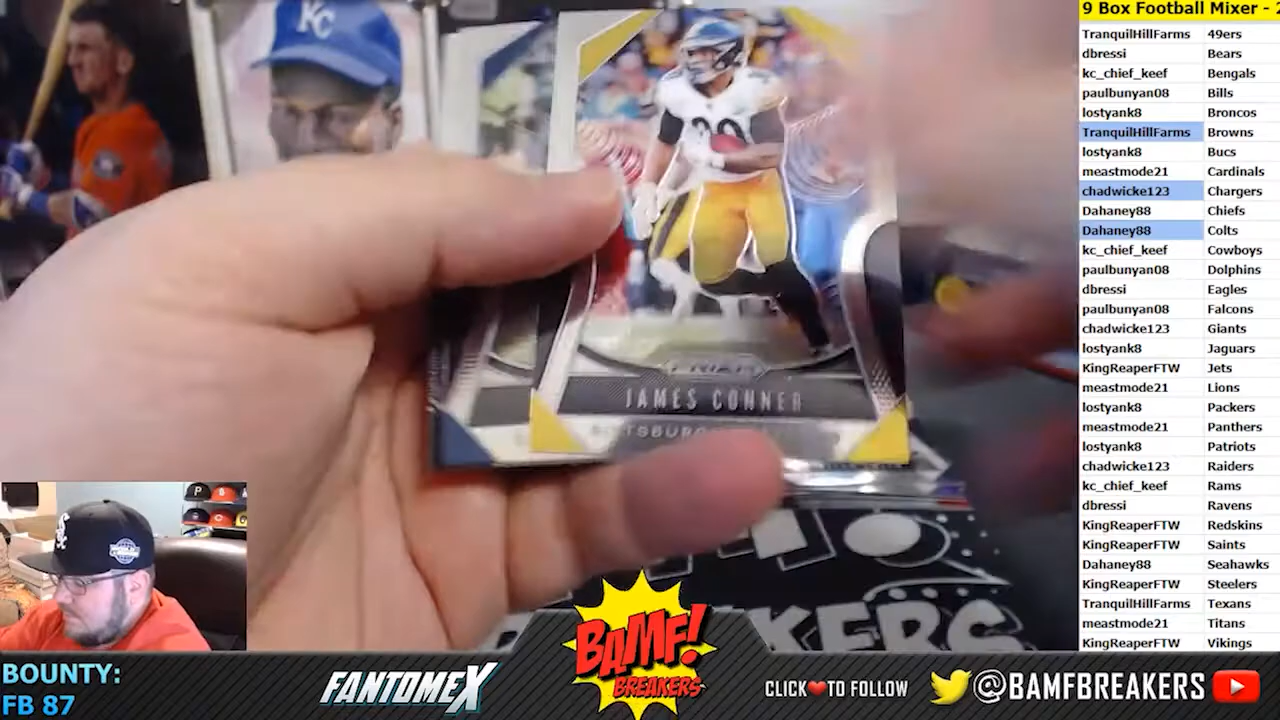 9 Box Football Mixer -
TranquilHillFarms 49ers
dbressi Bears
kc_chief_keef Bengals
paulbunyan08 Bills
lostyank8 Broncos
TranquilHillFarms Browns
lostyank8 Bucs
meastmode21 Cardinals
chadwicke123 Chargers
Dahaney88 Chiefs
Dahaney88 Colts
kc_chief_keef Cowboys
paulbunyan08 Dolphins
dbressi Eagles
paulbunyan08 Falcons
chadwicke123 Giants
lostyank8 Jaguars
KingReaperFTW Jets
meastmode21 Lions
lostyank8 Packers
meastmode21 Panthers
lostyank8 Patriots
chadwicke123 Raiders
kc_chief_keef Rams
dbressi Ravens
KingReaperFTW Redskins
KingReaperFTW Saints
Dahaney88 Seahawks
KingReaperFTW Steelers
TranquilHillFarms Texans
meastmode21 Titans
KingReaperFTW Vikings
KC
PRIZM
JAMES CONNER
BOUNTY:
FB 87
FANTOMEX
BAMF!
BREAKERS
CLICK❤TO FOLLOW
@BAMFBREAKERS